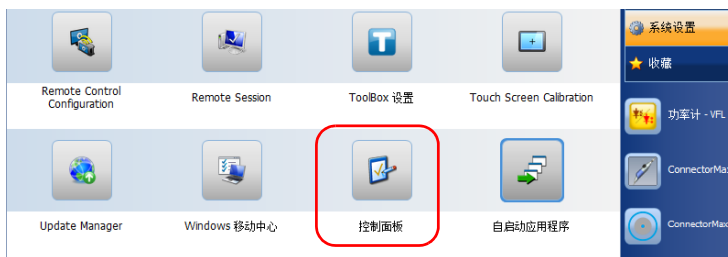 Remote Control
Configuration
Remote Session
ToolBox 设置
Touch Screen Calibration
Update Manager
Windows 移动中心
控制面板
自启动应用程序
系统设置
收藏
功率计 - VFL
ConnectorMa
ConnectorMax